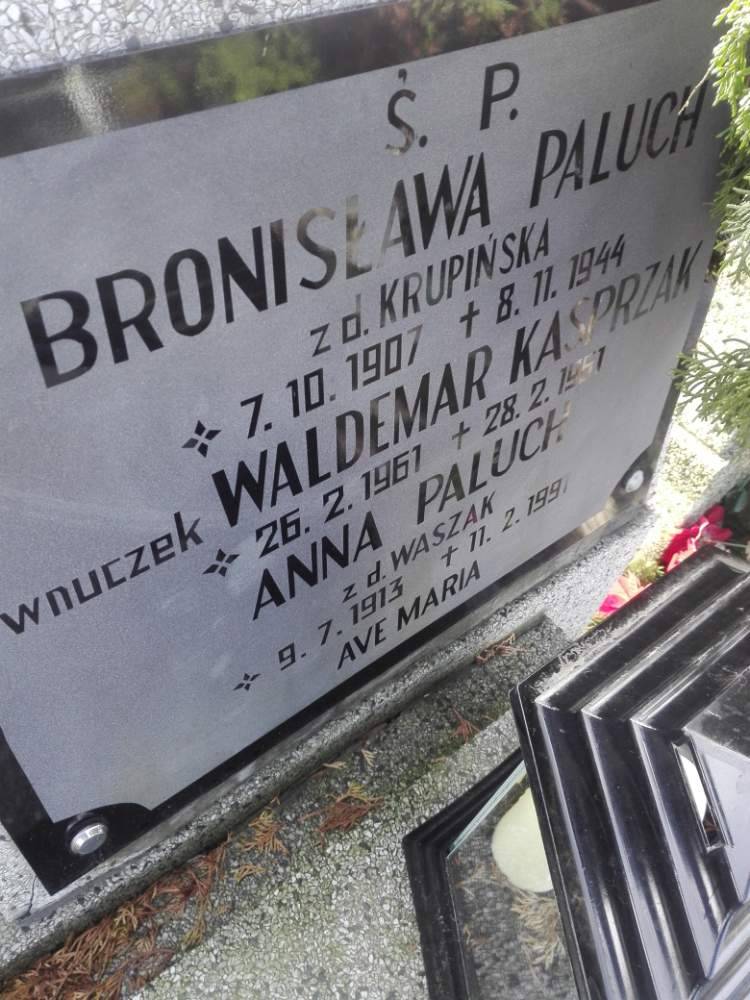 Ś. P.
BRONISŁAWA PALUCH
z d. KRUPIŃSKA
7. 10. 1907 8. 11. 1944
wnuczek WALDEMAR KASPRZAK
26. 2. 1961 28. 2. 1961
ANNA PALUCH
z d. WASZAK
9. 7. 1913 11. 2. 1991
AVE MARIA